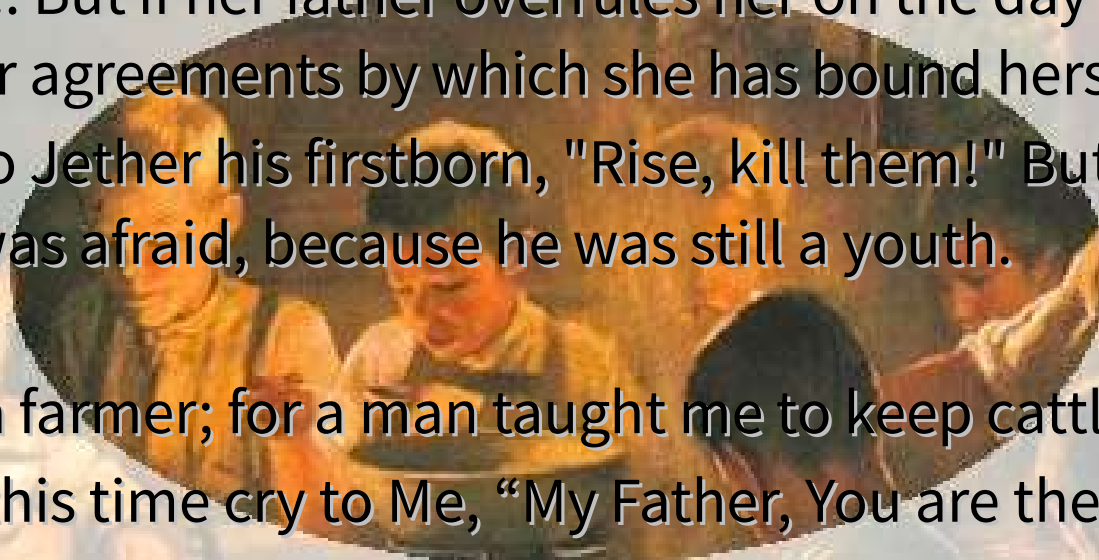 . But if her father overrules her on the day
agreements by which she has bound
Jether his firstborn, "Rise, kill them!" But
was afraid, because he was still a youth.
farmer; for a man taught me to keep
this time cry to Me, “My Father, You are the